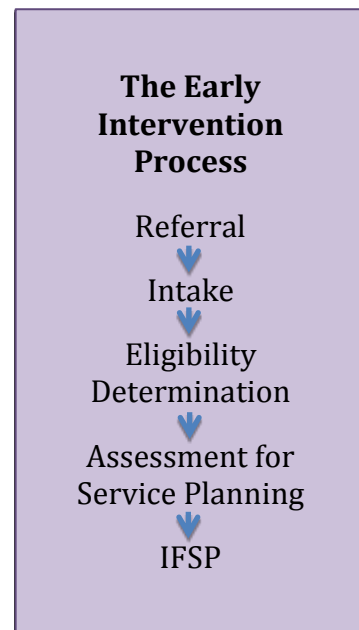 The Early
Intervention
Process
Referral
Intake
Eligibility
Determination
Assessment for
Service Planning
IFSP